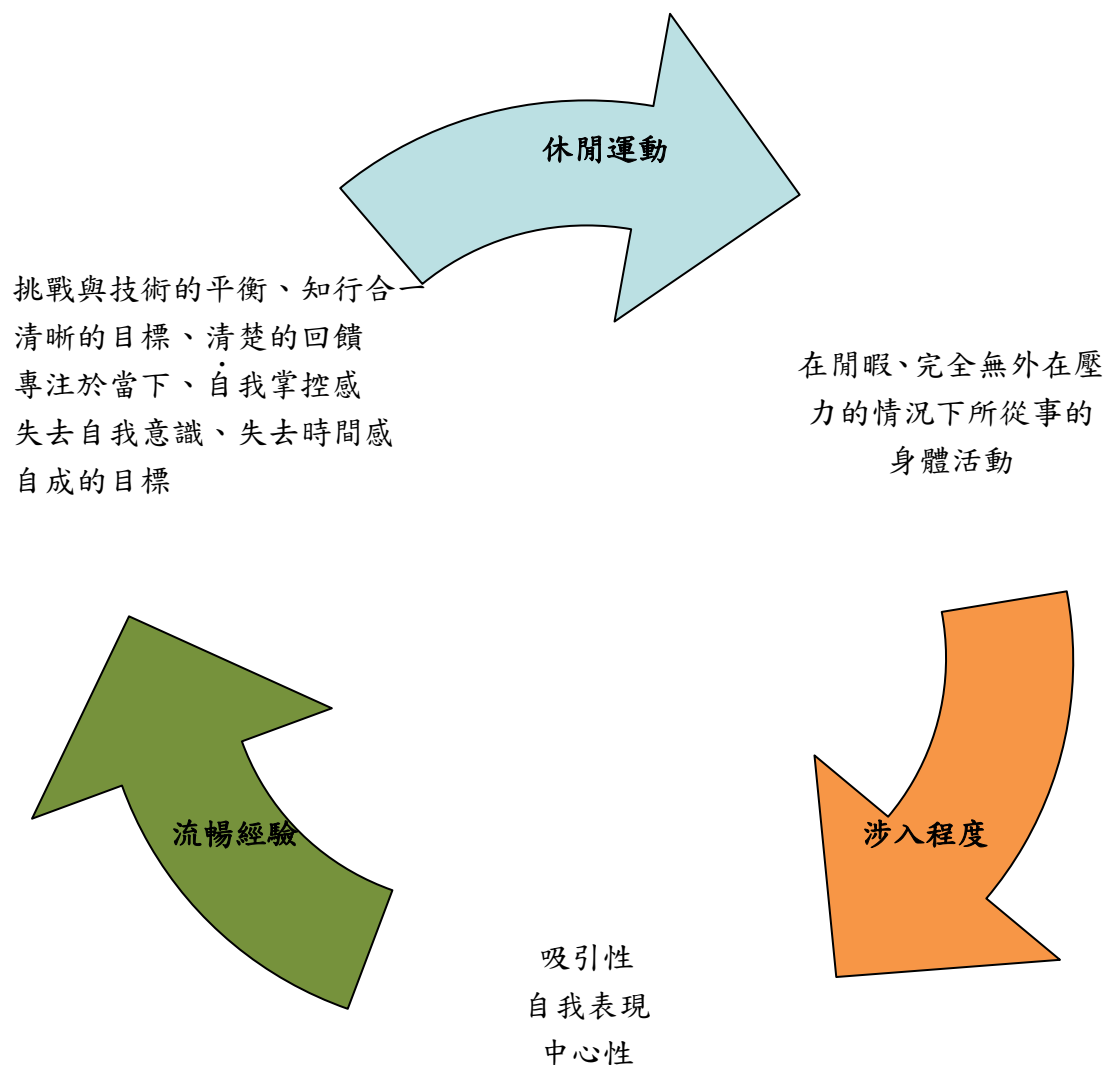 休閒運動
挑戰與技術的平衡、知行合一
清晰的目標、清楚的回饋
專注於當下、自我掌控感
失去自我意識、失去時間感
自成的目標
在閒暇、完全無外在壓
力的情況下所從事的
身體活動
流暢經驗
涉入程度
吸引性
自我表現
中心性